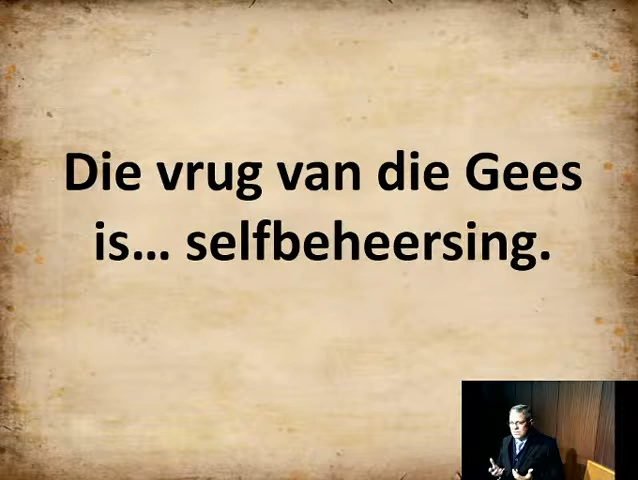 Die vrug van die Gees
is… selfbeheersing.